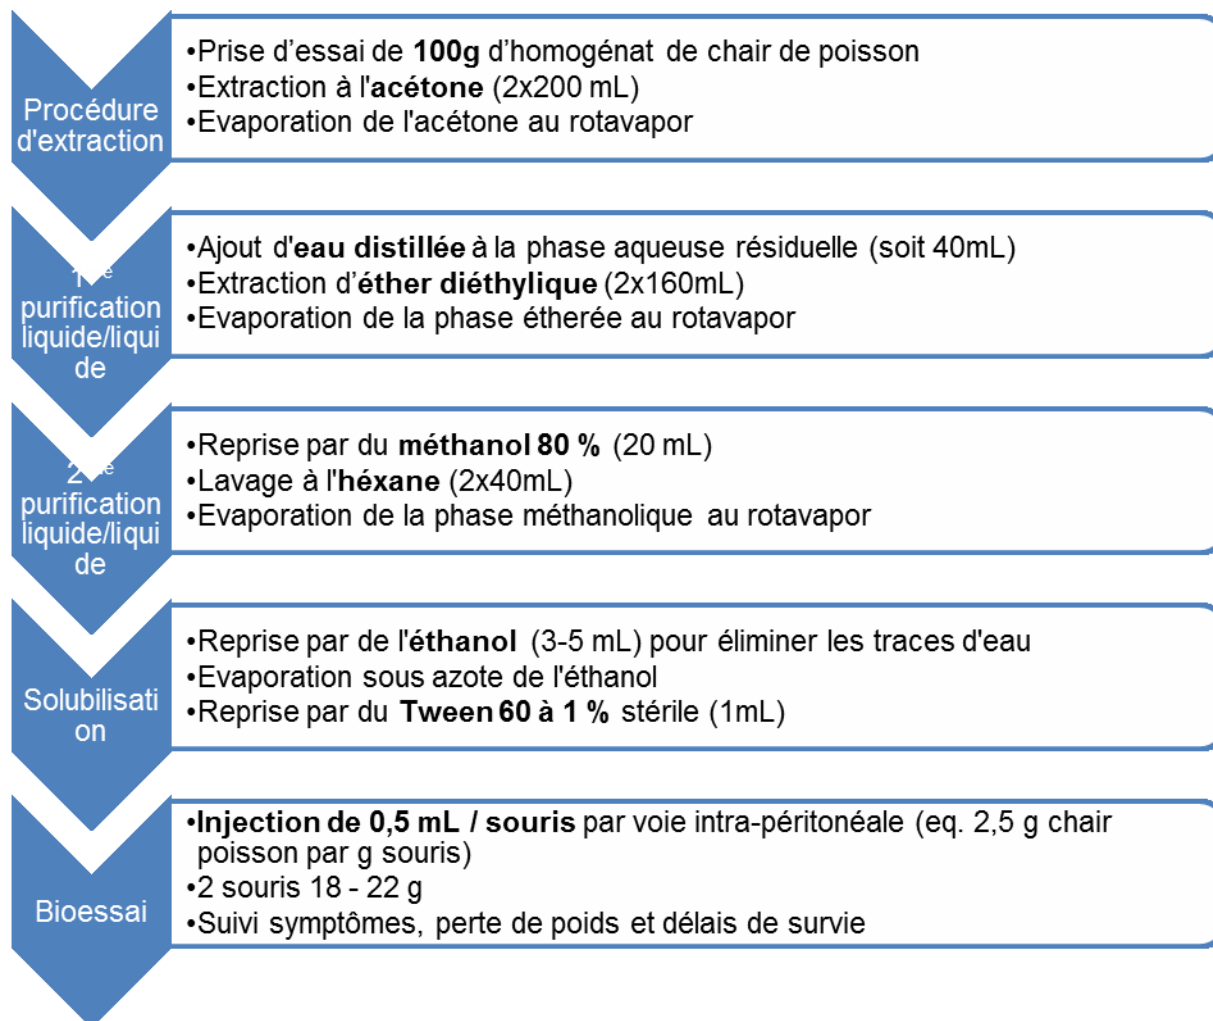 Procédure
d'extraction
•Prise d’essai de 100g d’homogénat de chair de poisson
•Extraction à l'acétone (2x200 mL)
•Evaporation de l'acétone au rotavapor
purification
liquide/liqui
de
•Ajout d'eau distillée à la phase aqueuse résiduelle (soit 40mL)
•Extraction d’éther diéthylique (2x160mL)
•Evaporation de la phase étherée au rotavapor
purification
liquide/liqui
de
•Reprise par du méthanol 80 % (20 mL)
•Lavage à l'héxane (2x40mL)
•Evaporation de la phase méthanolique au rotavapor
Solubilisati
on
•Reprise par de l'éthanol (3-5 mL) pour éliminer les traces d'eau
•Evaporation sous azote de l'éthanol
•Reprise par du Tween 60 à 1 % stérile (1mL)
Bioessai
•Injection de 0,5 mL / souris par voie intra-péritonéale (eq. 2,5 g chair
poisson par g souris)
•2 souris 18 - 22 g
•Suivi symptômes, perte de poids et délais de survie